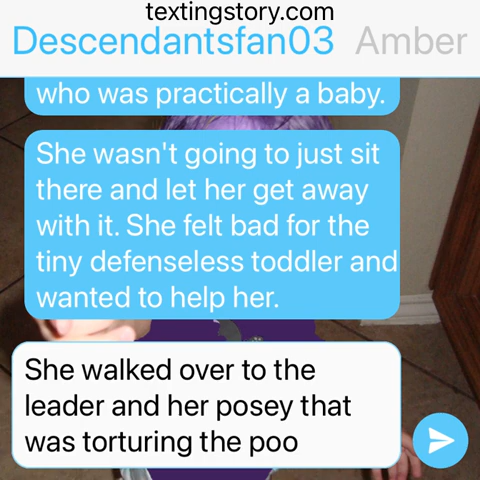 textingstory.com
Descendantsfan03 Amber
who was practically a baby.
She wasn't going to just sit
there and let her get away
with it. She felt bad for the
tiny defenseless toddler and
wanted to help her.
She walked over to the
leader and her posey that
was torturing the poo